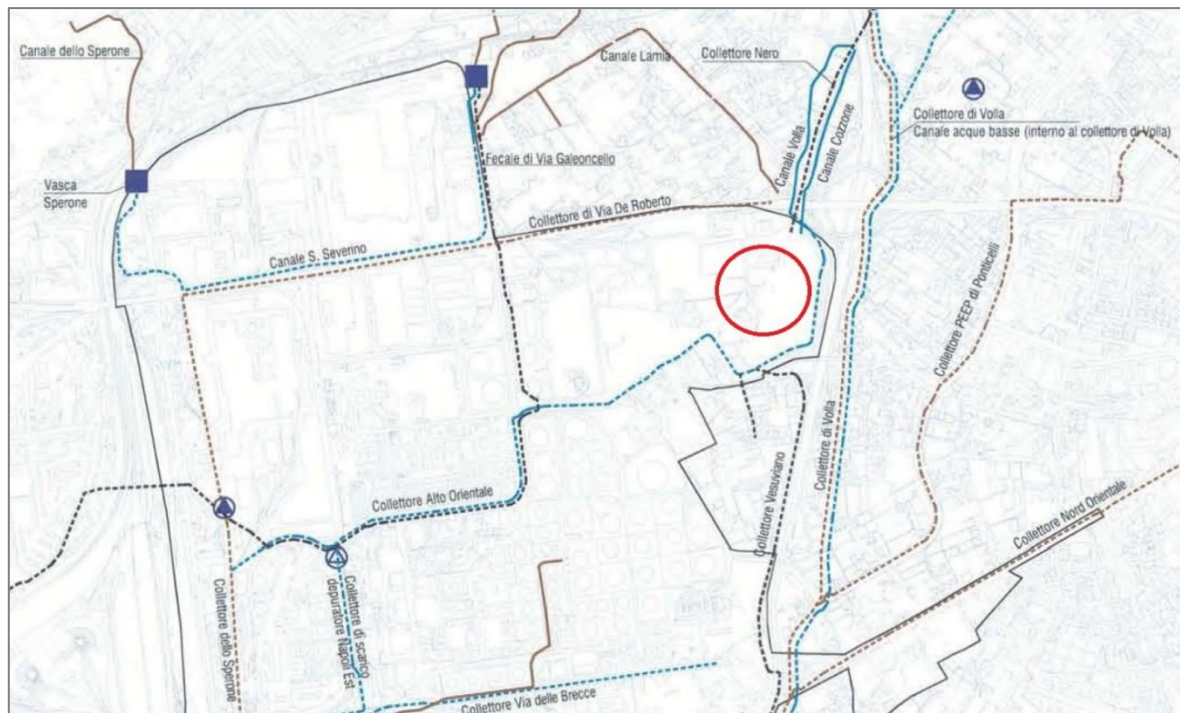 Canale dello Sperone
Canale Lamia
Collettore Nero
Collettore di Volla
Canale acque basse (interno al collettore di Volla)
Canale Volla
Canale Cozzone
Fecale di Via Galeoncello
Vasca
Sperone
Collettore di Via De Roberto
Canale S. Severino
Collettore PEEP di Ponticelli
Collettore di Volla
Collettore Vesuviano
Collettore Alto Orientale
Collettore Nord Orientale
Collettore dello Sperone
Collettore di scarico
depuratore Napoli Est
Collettore Via delle Brecce